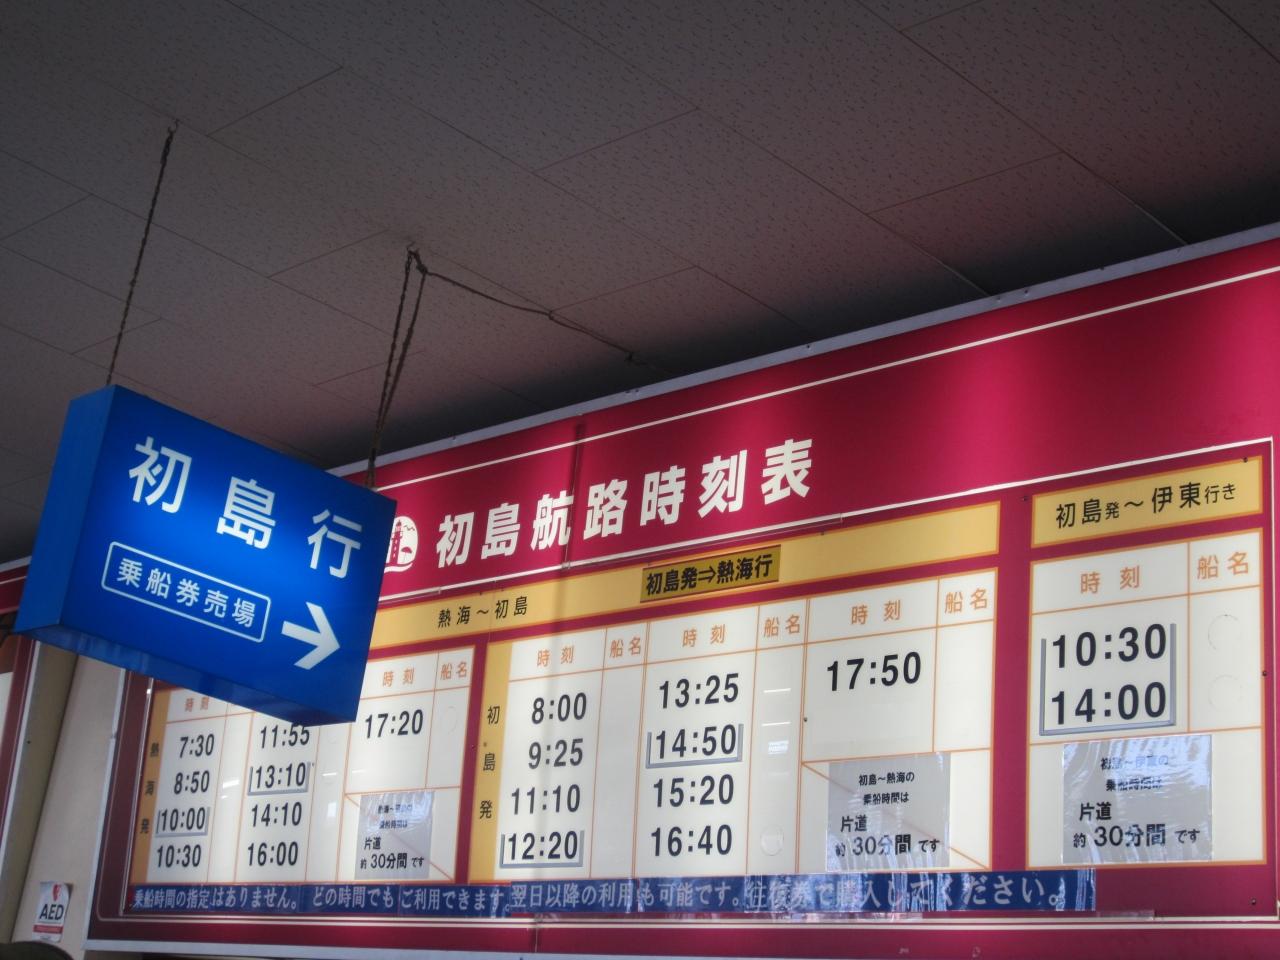 初島行
乗船券売場
初島航路時刻表
熱海～初島
初島発⇒熱海行
初島発～伊東行き
時刻
時刻 船名
時刻 船名
時刻 船名
時刻 船名
時刻 船名
熱海発
7:30
8:50
10:00
10:30
11:55
13:10
14:10
16:00
17:20
片道
約30分間です
初島発
8:00
9:25
11:10
12:20
13:25
14:50
15:20
16:40
17:50
初島～熱海の
乗船時間は
片道
約30分間です
10:30
14:00
乗船時間は
片道
約30分間です
乗船時間の指定はありません。どの時間でもご利用できます。翌日以降の利用も可能です。往復券で購入してください。
AED